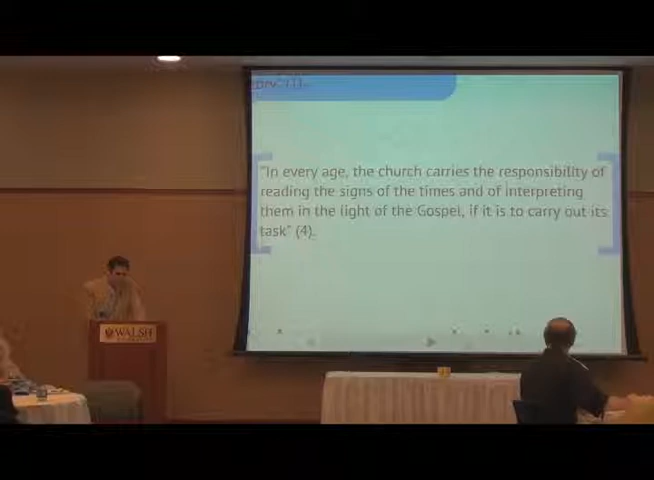 "In every age, the church carries the responsibility of
reading the signs of the times and of interpreting
them in the light of the Gospel, if it is to carry out its
task" (4).
WALSH